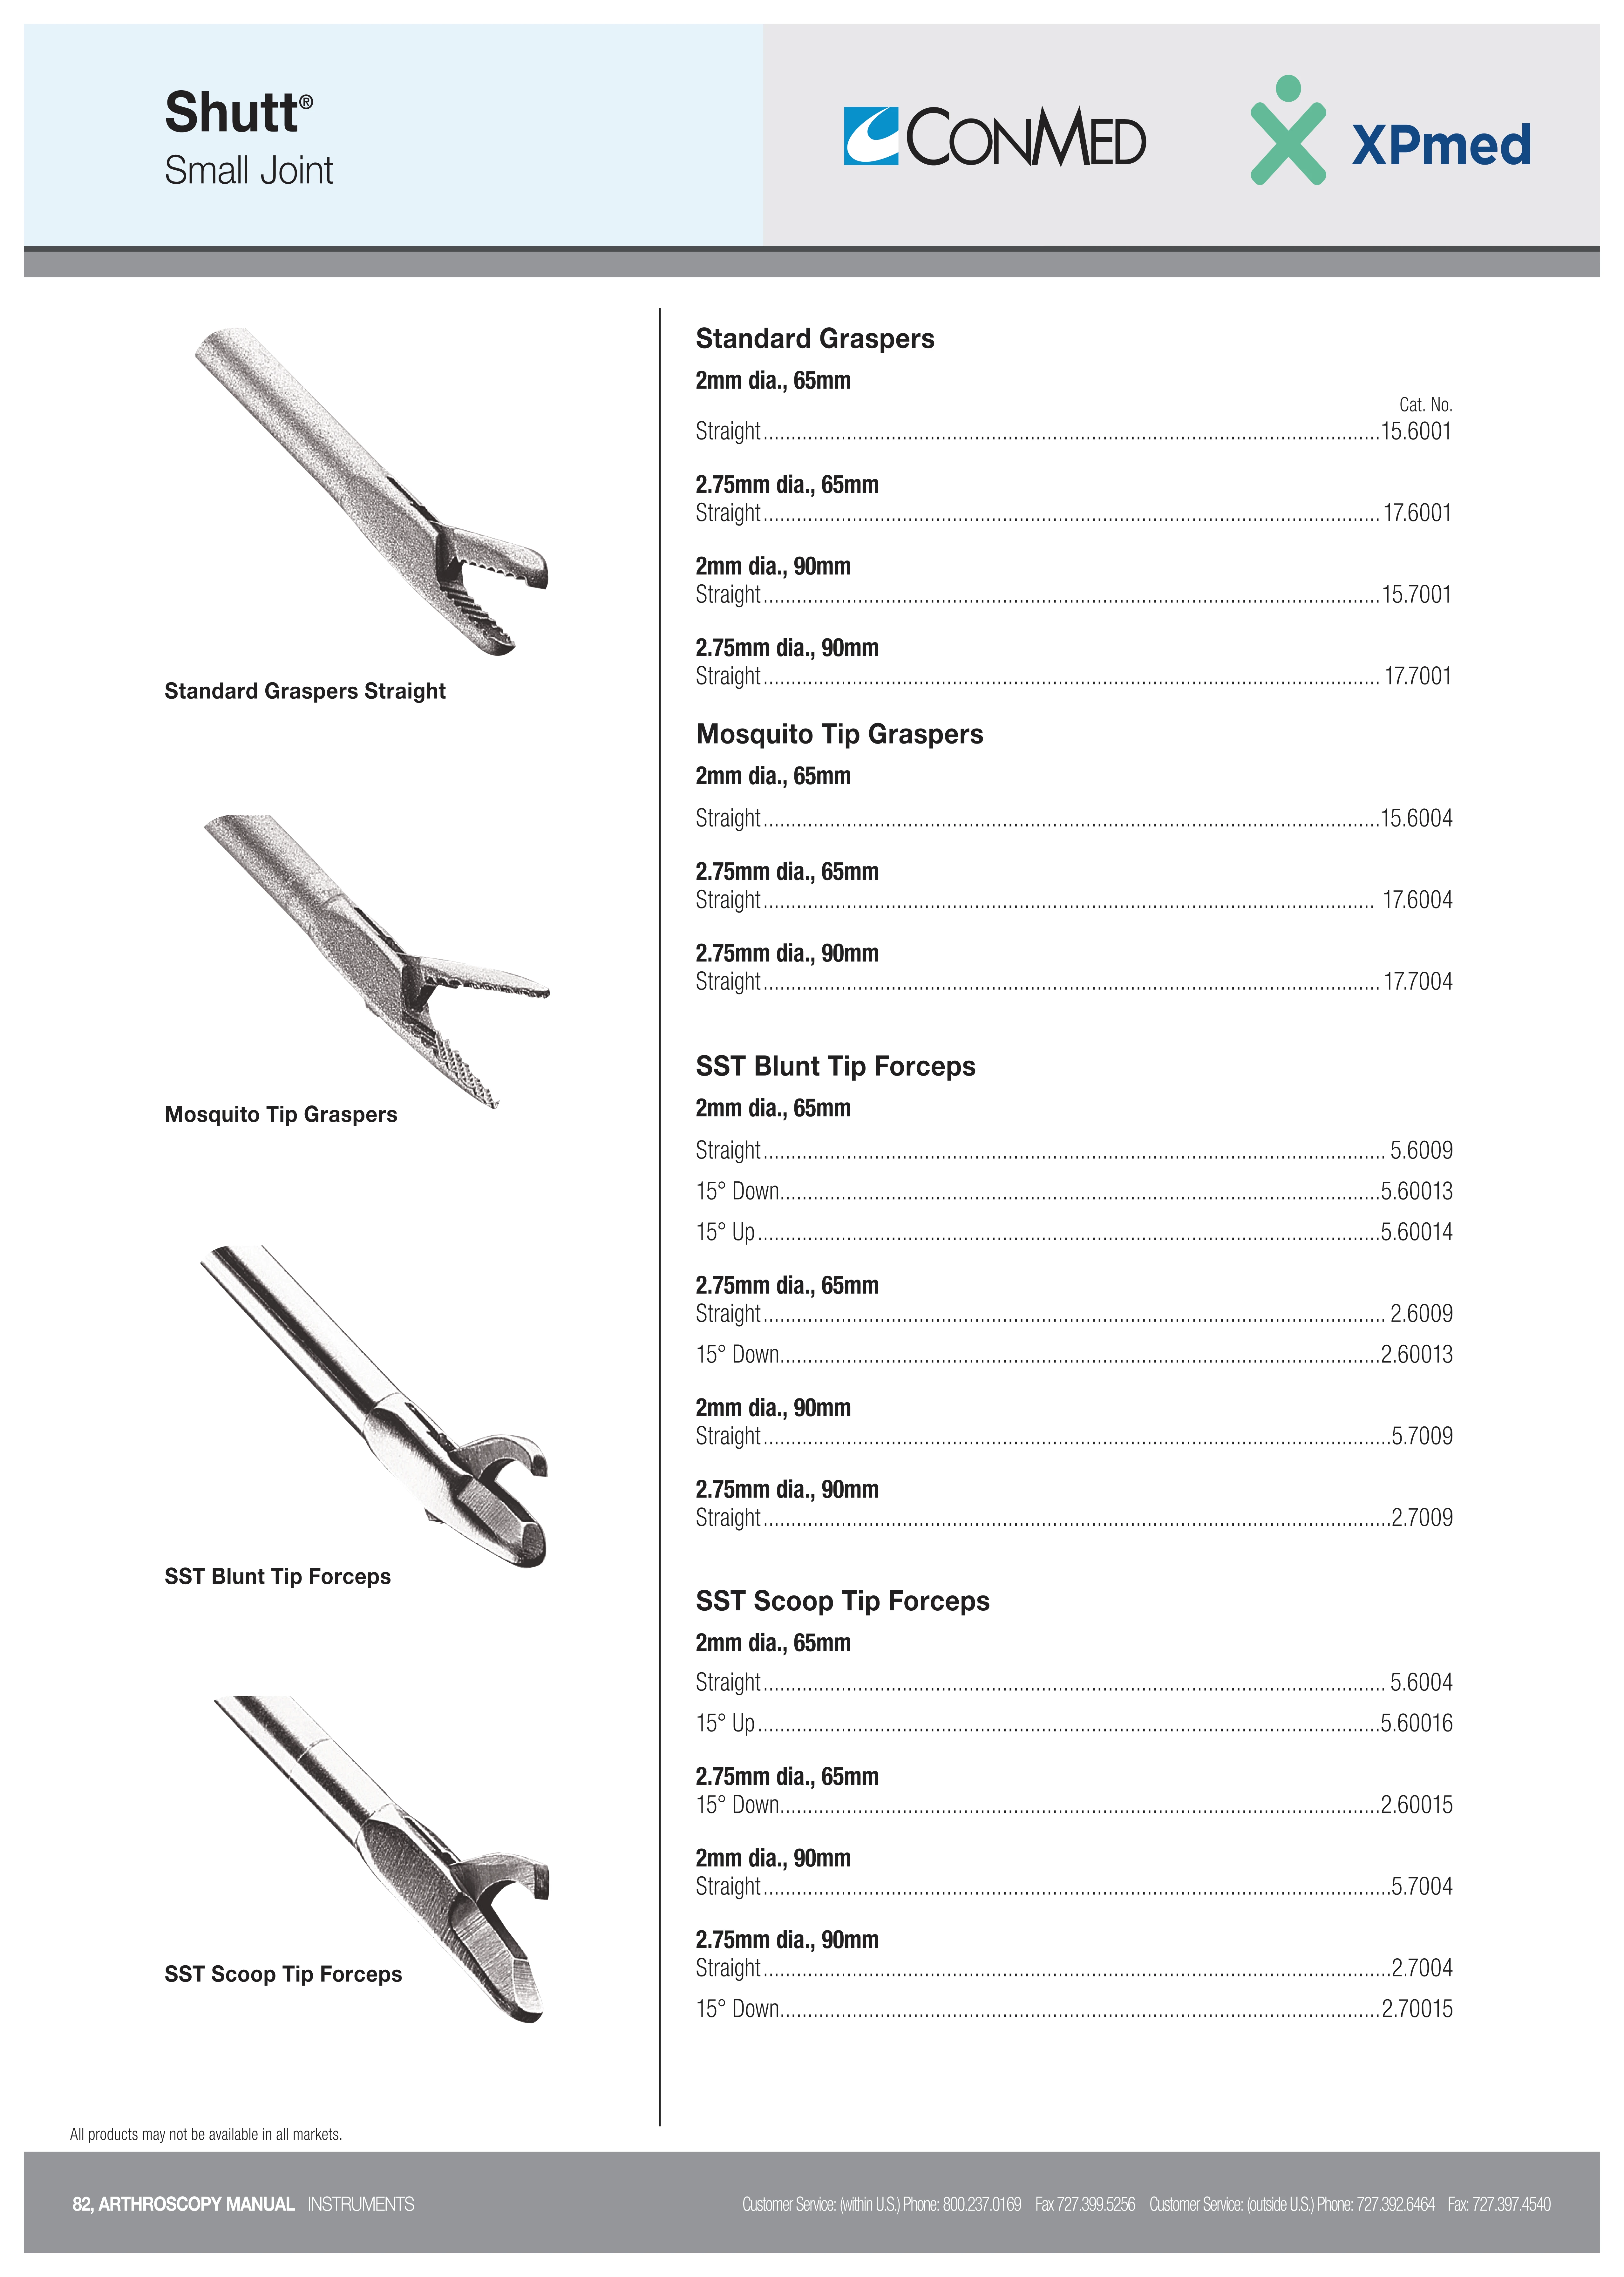 Shutt®
Small Joint
CONMED
XPmed
Standard Graspers Straight
Mosquito Tip Graspers
SST Blunt Tip Forceps
SST Scoop Tip Forceps
Standard Graspers
2mm dia., 65mm
Cat. No.
Straight 15.6001
2.75mm dia., 65mm
Straight 17.6001
2mm dia., 90mm
Straight 15.7001
2.75mm dia., 90mm
Straight 17.7001
Mosquito Tip Graspers
2mm dia., 65mm
Straight 15.6004
2.75mm dia., 65mm
Straight 17.6004
2.75mm dia., 90mm
Straight 17.7004
SST Blunt Tip Forceps
2mm dia., 65mm
Straight 5.6009
15° Down 5.60013
15° Up 5.60014
2.75mm dia., 65mm
Straight 2.6009
15° Down 2.60013
2mm dia., 90mm
Straight 5.7009
2.75mm dia., 90mm
Straight 2.7009
SST Scoop Tip Forceps
2mm dia., 65mm
Straight 5.6004
15° Up 5.60016
2.75mm dia., 65mm
15° Down 2.60015
2mm dia., 90mm
Straight 5.7004
2.75mm dia., 90mm
Straight 2.7004
15° Down 2.70015
All products may not be available in all markets.
82, ARTHROSCOPY MANUAL INSTRUMENTS
Customer Service: (within U.S.) Phone: 800.237.0169 Fax 727.399.5256 Customer Service: (outside U.S.) Phone: 727.392.6464 Fax: 727.397.4540